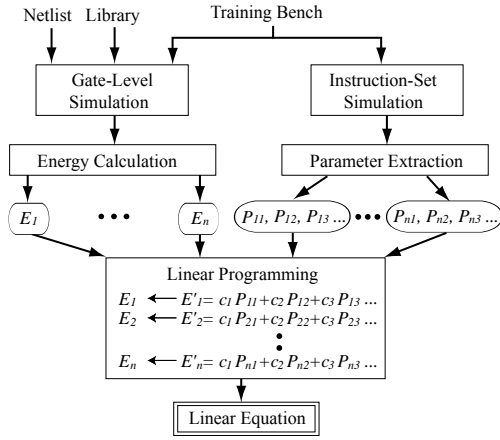 Training Bench
Netlist Library
Gate-Level
Simulation
Instruction-Set
Simulation
Energy Calculation
Parameter Extraction
E1 ••• En
P11, P12, P13 ... ••• Pn1, Pn2, Pn3 ...
Linear Programming
E1 ← E'1= c1 P11+c2 P12+c3 P13 ...
E2 ← E'2= c1 P21+c2 P22+c3 P23 ...
En ← E'n= c1 Pn1+c2 Pn2+c3 Pn3 ...
Linear Equation